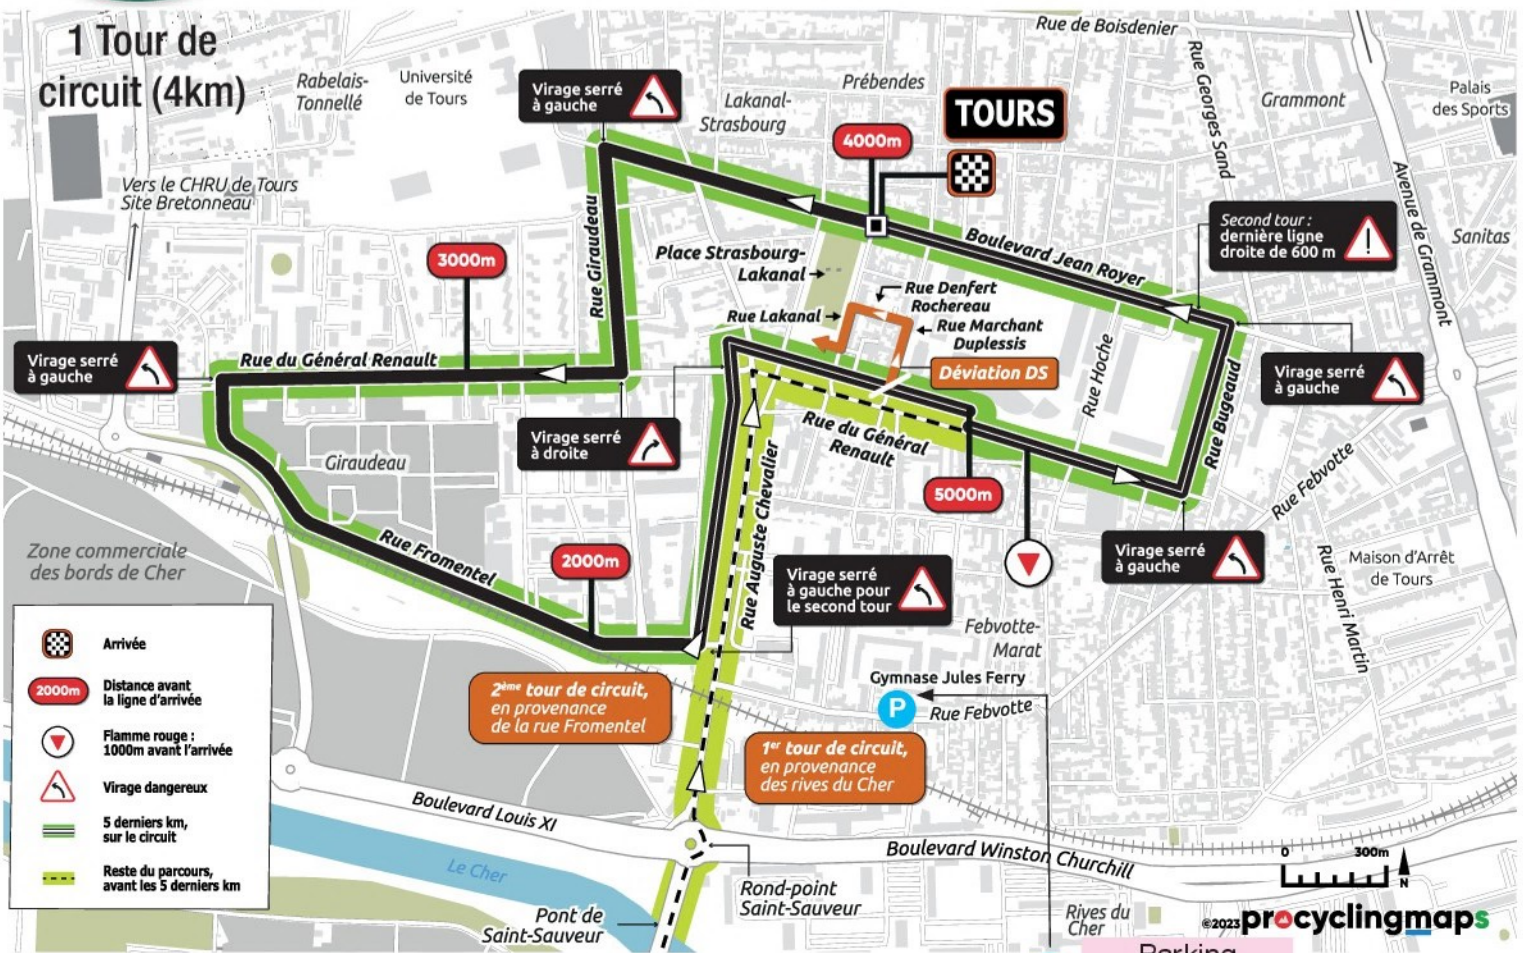 1 Tour de
circuit (4km)
Rabelais-
Tonnellé
Université
de Tours
Virage serré
à gauche
Lakanal-
Strasbourg
Prébendes
TOURS
4000m
Rue de Boisdenier
Rue Georges Sand
Grammont
Palais
des Sports
Avenue de Grammont
Sanitas
Vers le CHRU de Tours
Site Bretonneau
3000m
Rue Giraudeau
Place Strasbourg-
Lakanal
Boulevard Jean Royer
Second tour :
dernière ligne
droite de 600 m
Rue Denfert
Rochereau
Rue Lakanal
Rue Marchant
Duplessis
Déviation DS
Virage serré
à gauche
Rue du Général Renault
Rue Hoche
Rue Bugeaud
Virage serré
à gauche
Virage serré
à droite
Giraudeau
Rue du Général
Renault
5000m
Rue Febvotte
Rue Auguste Chevalier
Zone commerciale
des bords de Cher
Rue Fromentel
2000m
Virage serré
à gauche pour
le second tour
Virage serré
à gauche
Maison d'Arrêt
de Tours
Rue Henri Martin
Febvotte-
Marat
Gymnase Jules Ferry
P
Rue Febvotte
2ème tour de circuit,
en provenance
de la rue Fromentel
1er tour de circuit,
en provenance
des rives du Cher
Arrivée
2000m
Distance avant
la ligne d'arrivée
Flamme rouge :
1000m avant l'arrivée
Virage dangereux
5 derniers km,
sur le circuit
Reste du parcours,
avant les 5 derniers km
Boulevard Louis XI
Boulevard Winston Churchill
Le Cher
Rond-point
Saint-Sauveur
Pont de
Saint-Sauveur
Rives du
Cher
0 300m
N
©2023 procyclingmaps
Parking